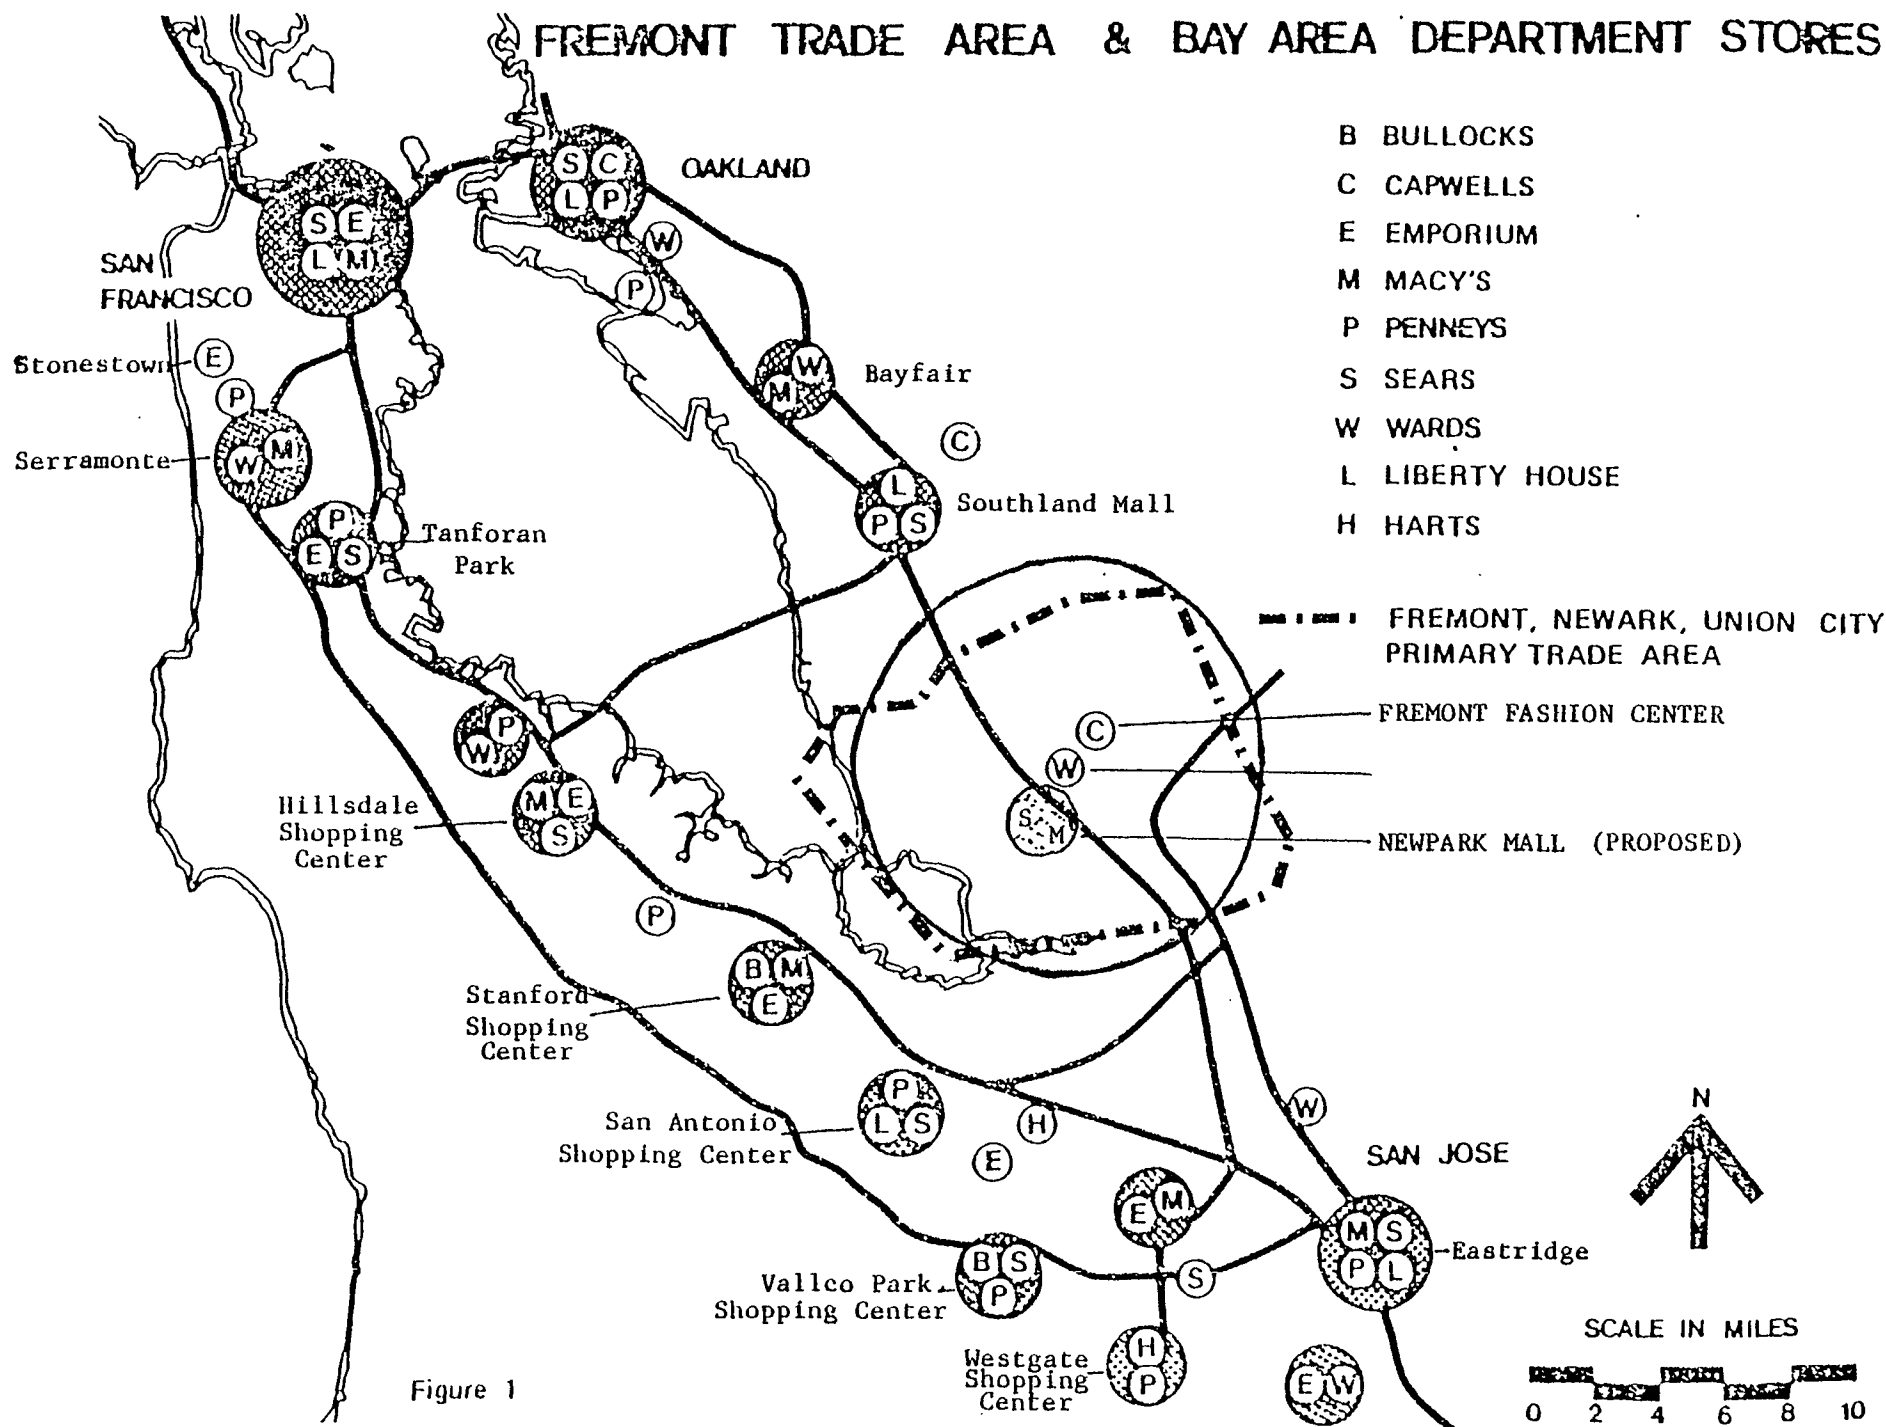 FREMONT TRADE AREA & BAY AREA DEPARTMENT STORES
B BULLOCKS
C CAPWELLS
E EMPORIUM
M MACY'S
P PENNEYS
S SEARS
W WARDS
L LIBERTY HOUSE
H HARTS
FREMONT, NEWARK, UNION CITY
PRIMARY TRADE AREA
FREMONT FASHION CENTER
NEWPARK MALL (PROPOSED)
OAKLAND
S C
L P
W
P
SAN
FRANCISCO
S E
L M
Stonestown
E
P
Serramonte
W M
Tanforan
Park
P
E S
Bayfair
W
M
C
Southland Mall
L
P S
C
W
S M
P
W
Hillsdale
Shopping
Center
M E
S
P
Stanford
Shopping
Center
B M
E
San Antonio
Shopping Center
P
L S
H
E
W
SAN JOSE
E M
M S
P L
Eastridge
Vallco Park
Shopping Center
B S
P
S
Westgate
Shopping
Center
H
P
E W
N
SCALE IN MILES
0 2 4 6 8 10
Figure 1